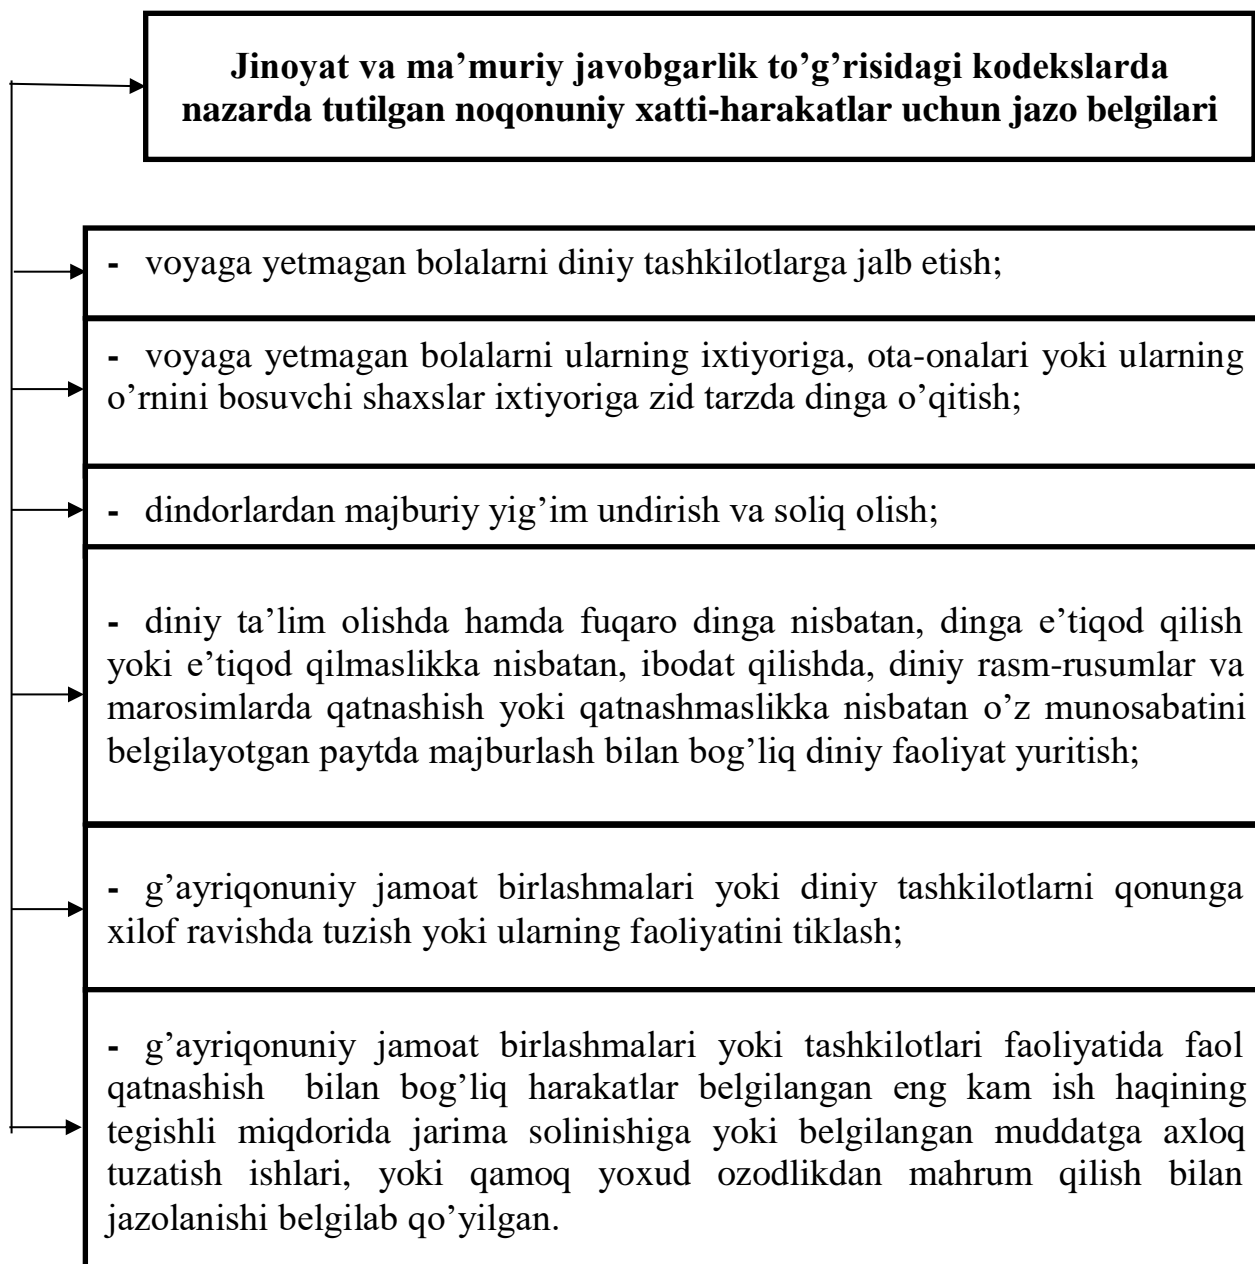 Jinoyat va ma’muriy javobgarlik to’g’risidagi kodekslarda
nazarda tutilgan noqonuniy xatti-harakatlar uchun jazo belgilari
- voyaga yetmagan bolalarni diniy tashkilotlarga jalb etish;
- voyaga yetmagan bolalarni ularning ixtiyoriga, ota-onalari yoki ularning
o’rnini bosuvchi shaxslar ixtiyoriga zid tarzda dinga o’qitish;
- dindorlardan majburiy yig’im undirish va soliq olish;
- diniy ta’lim olishda hamda fuqaro dinga nisbatan, dinga e’tiqod qilish
yoki e’tiqod qilmaslikka nisbatan, ibodat qilishda, diniy rasm-rusumlar va
marosimlarda qatnashish yoki qatnashmaslikka nisbatan o’z munosabatini
belgilayotgan paytda majburlash bilan bog’liq diniy faoliyat yuritish;
- g’ayriqonuniy jamoat birlashmalari yoki diniy tashkilotlarni qonunga
xilof ravishda tuzish yoki ularning faoliyatini tiklash;
- g’ayriqonuniy jamoat birlashmalari yoki tashkilotlari faoliyatida faol
qatnashish bilan bog’liq harakatlar belgilangan eng kam ish haqining
tegishli miqdorida jarima solinishiga yoki belgilangan muddatga axloq
tuzatish ishlari, yoki qamoq yoxud ozodlikdan mahrum qilish bilan
jazolanishi belgilab qo’yilgan.